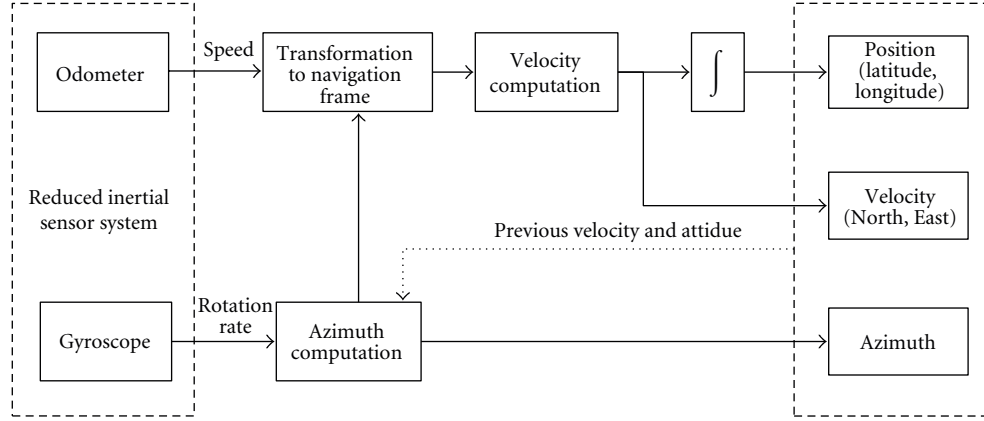 Odometer
Speed
Transformation
to navigation
frame
Velocity
computation
∫
Position
(latitude,
longitude)
Reduced inertial
sensor system
Velocity
(North, East)
Previous velocity and attidue
Gyroscope
Rotation
rate
Azimuth
computation
Azimuth